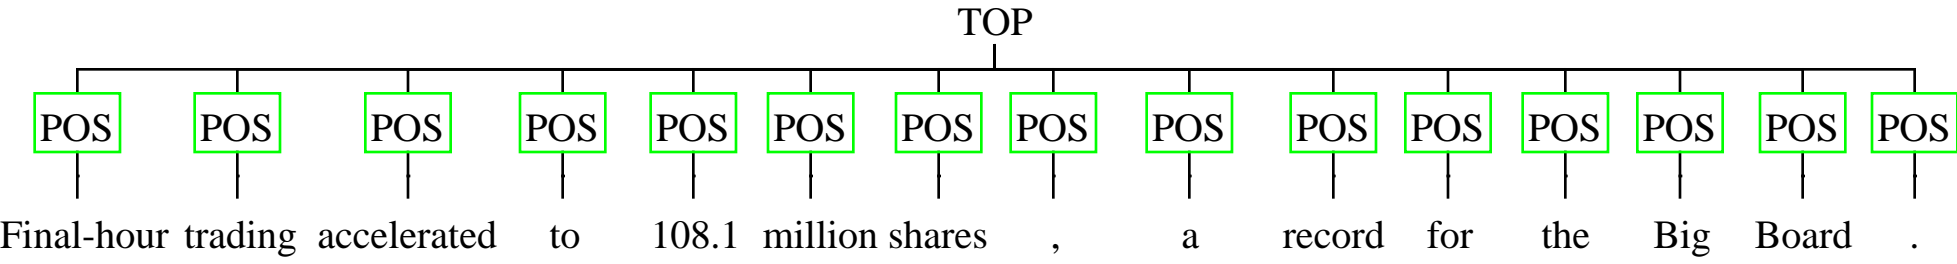 TOP
POS POS POS POS POS POS POS POS POS POS POS POS POS POS POS
Final-hour trading accelerated to 108.1 million shares , a record for the Big Board .